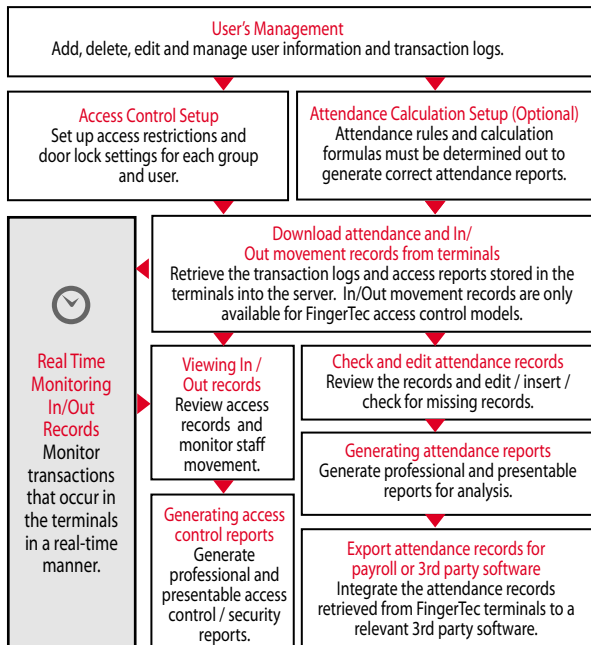 User's Management
Add, delete, edit and manage user information and transaction logs.
Access Control Setup
Set up access restrictions and
door lock settings for each group
and user.
Attendance Calculation Setup (Optional)
Attendance rules and calculation
formulas must be determined out to
generate correct attendance reports.
Download attendance and In/
Out movement records from terminals
Retrieve the transaction logs and access reports stored in the
terminals into the server. In/Out movement records are only
available for FingerTec access control models.
Real Time
Monitoring
In/Out
Records
Monitor
transactions
that occur in
the terminals
in a real-time
manner.
Viewing In /
Out records
Review access
records and
monitor staff
movement.
Check and edit attendance records
Review the records and edit / insert /
check for missing records.
Generating attendance reports
Generate professional and presentable
reports for analysis.
Generating access
control reports
Generate
professional and
presentable access
control / security
reports.
Export attendance records for
payroll or 3rd party software
Integrate the attendance records
retrieved from FingerTec terminals to a
relevant 3rd party software.